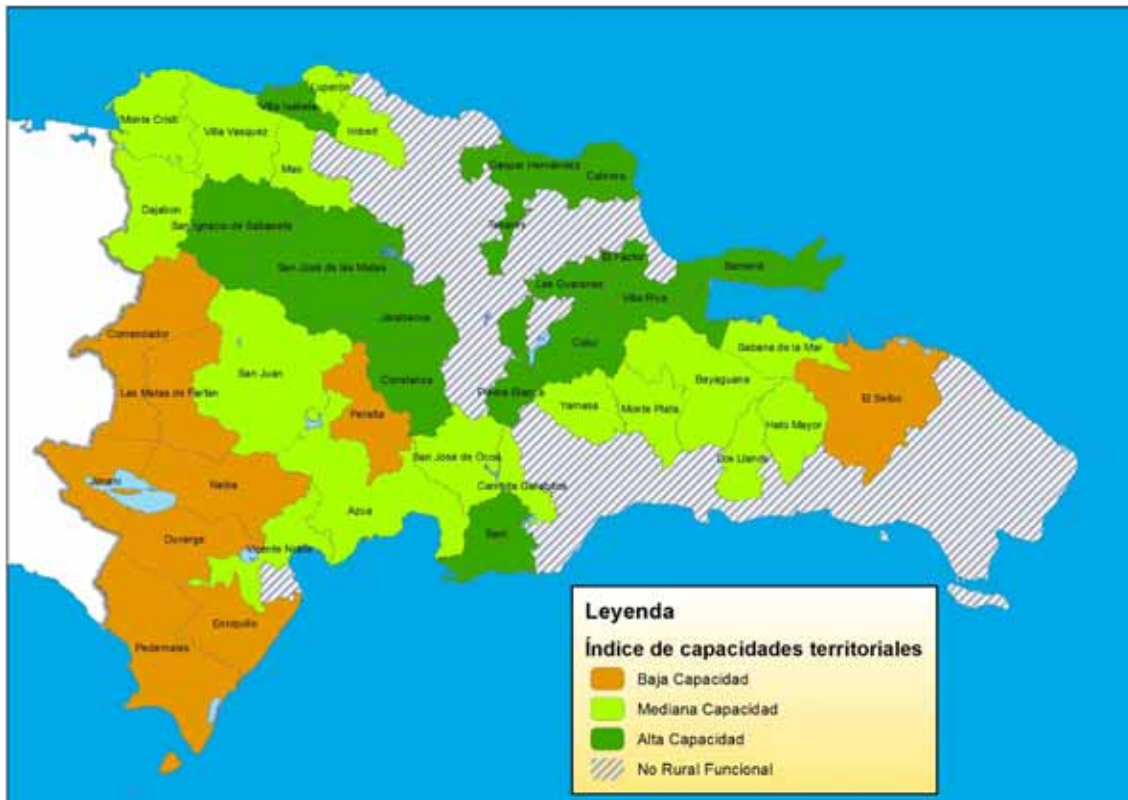 Luperón
Villa Isabela
Monte Cristi
Villa Vasquez
Imbert
Mao
Gaspar Hernández
Cabrera
Dajabon
San Ignacio de Sabaneta
Tenares
El Factor
San José de las Matas
Samaná
Las Guaranas
Villa Riva
Jarabacoa
Comendador
Cotui
Sabana de la Mar
San Juan
Constanza
Bayaguana
Las Matas de Farfan
Piedra Blanca
El Seibo
Yamasa
Monte Plata
Peralta
Hato Mayor
San José de Ocoa
Los Llanos
Jimani
Neiba
Cambita Garabitos
Azua
Duverge
Bani
Vicente Noble
Enriquillo
Pedernales
Leyenda
Índice de capacidades territoriales
Baja Capacidad
Mediana Capacidad
Alta Capacidad
No Rural Funcional